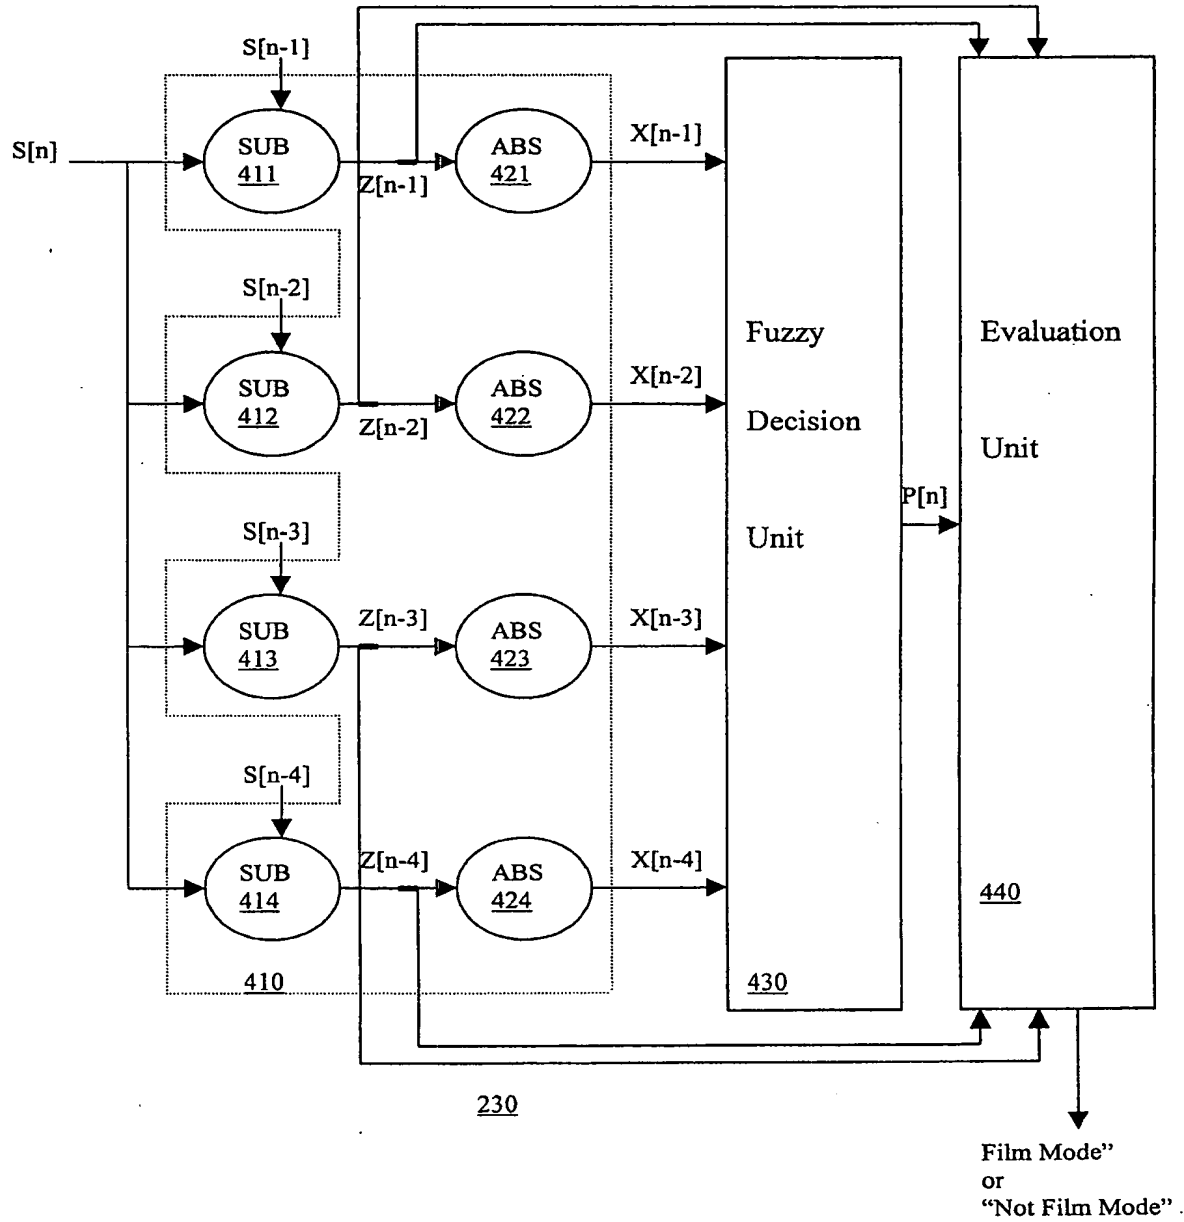 S[n-1]
S[n]
SUB
411
Z[n-1]
ABS
421
X[n-1]
S[n-2]
SUB
412
Z[n-2]
ABS
422
X[n-2]
S[n-3]
SUB
413
Z[n-3]
ABS
423
X[n-3]
S[n-4]
SUB
414
Z[n-4]
ABS
424
X[n-4]
410
Fuzzy
Decision
Unit
430
P[n]
Evaluation
Unit
440
230
Film Mode”
or
“Not Film Mode”